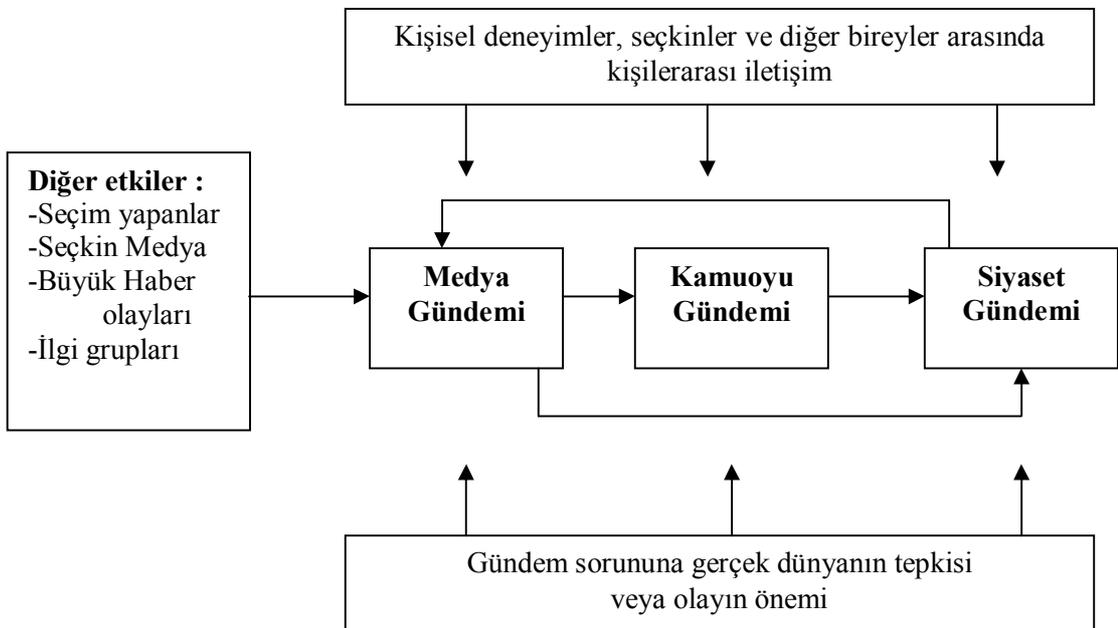 Kişisel deneyimler, seçkinler ve diğer bireyler arasında
kişilerarası iletişim
Diğer etkiler :
-Seçim yapanlar
-Seçkin Medya
-Büyük Haber
olayları
-İlgi grupları
Medya
Gündemi
Kamuoyu
Gündemi
Siyaset
Gündemi
Gündem sorununa gerçek dünyanın tepkisi
veya olayın önemi